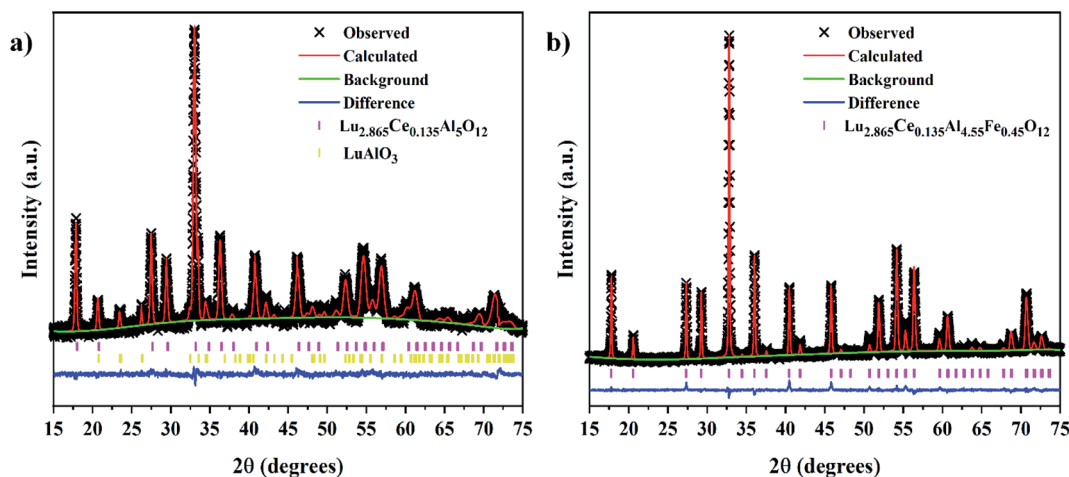 a)
Intensity (a.u.)
Observed
Calculated
Background
Difference
Lu₂.₈₆₅Ce₀.₁₃₅Al₅O₁₂
LuAlO₃
15 20 25 30 35 40 45 50 55 60 65 70 75
2θ (degrees)
b)
Intensity (a.u.)
Observed
Calculated
Background
Difference
Lu₂.₈₆₅Ce₀.₁₃₅Al₄.₅₅Fe₀.₄₅O₁₂
15 20 25 30 35 40 45 50 55 60 65 70 75
2θ (degrees)